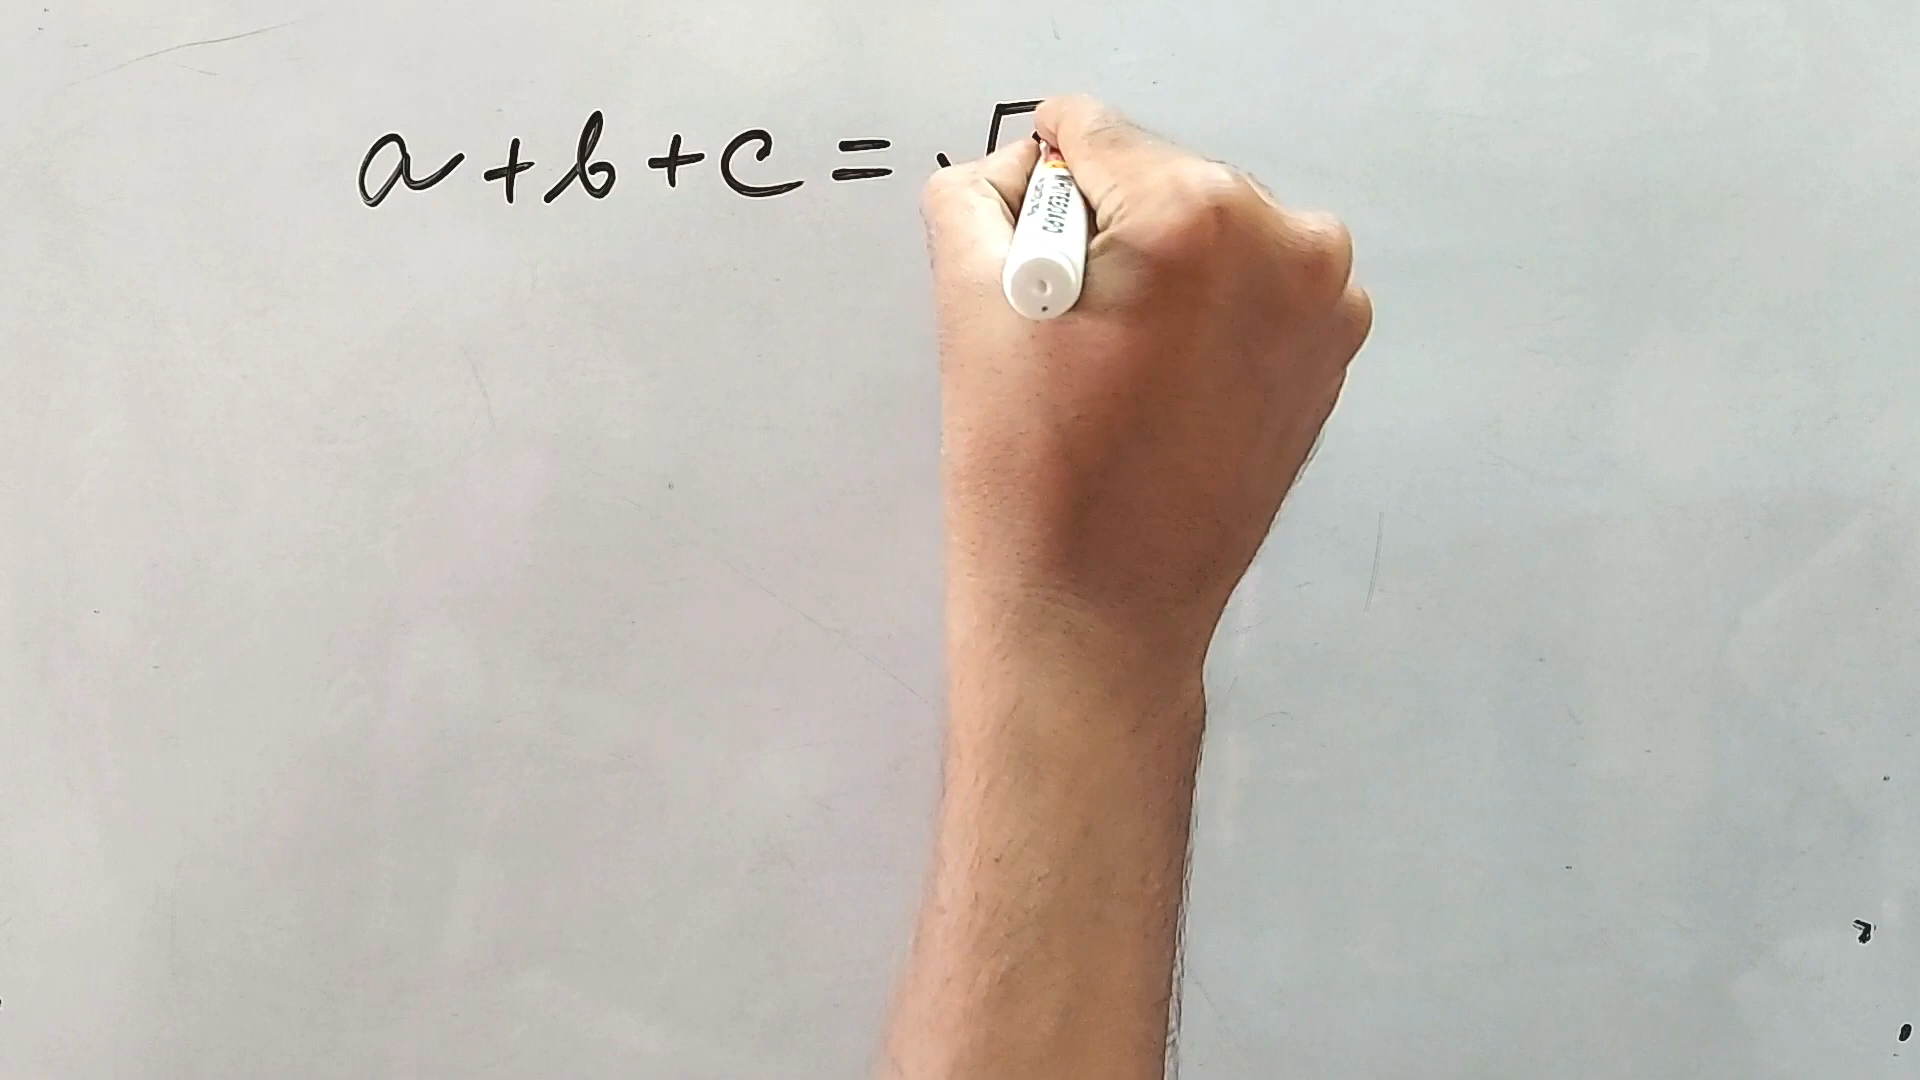 a + b + c = √